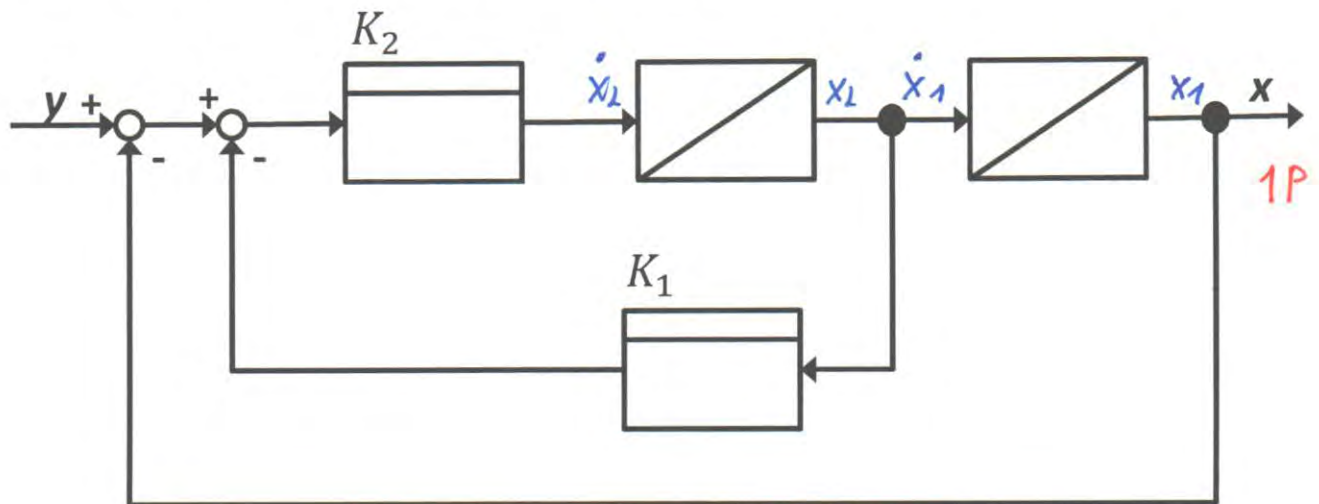 K₂
y + + ẋ₂ x₂ ẋ₁ x₁ x
- -
1P
K₁